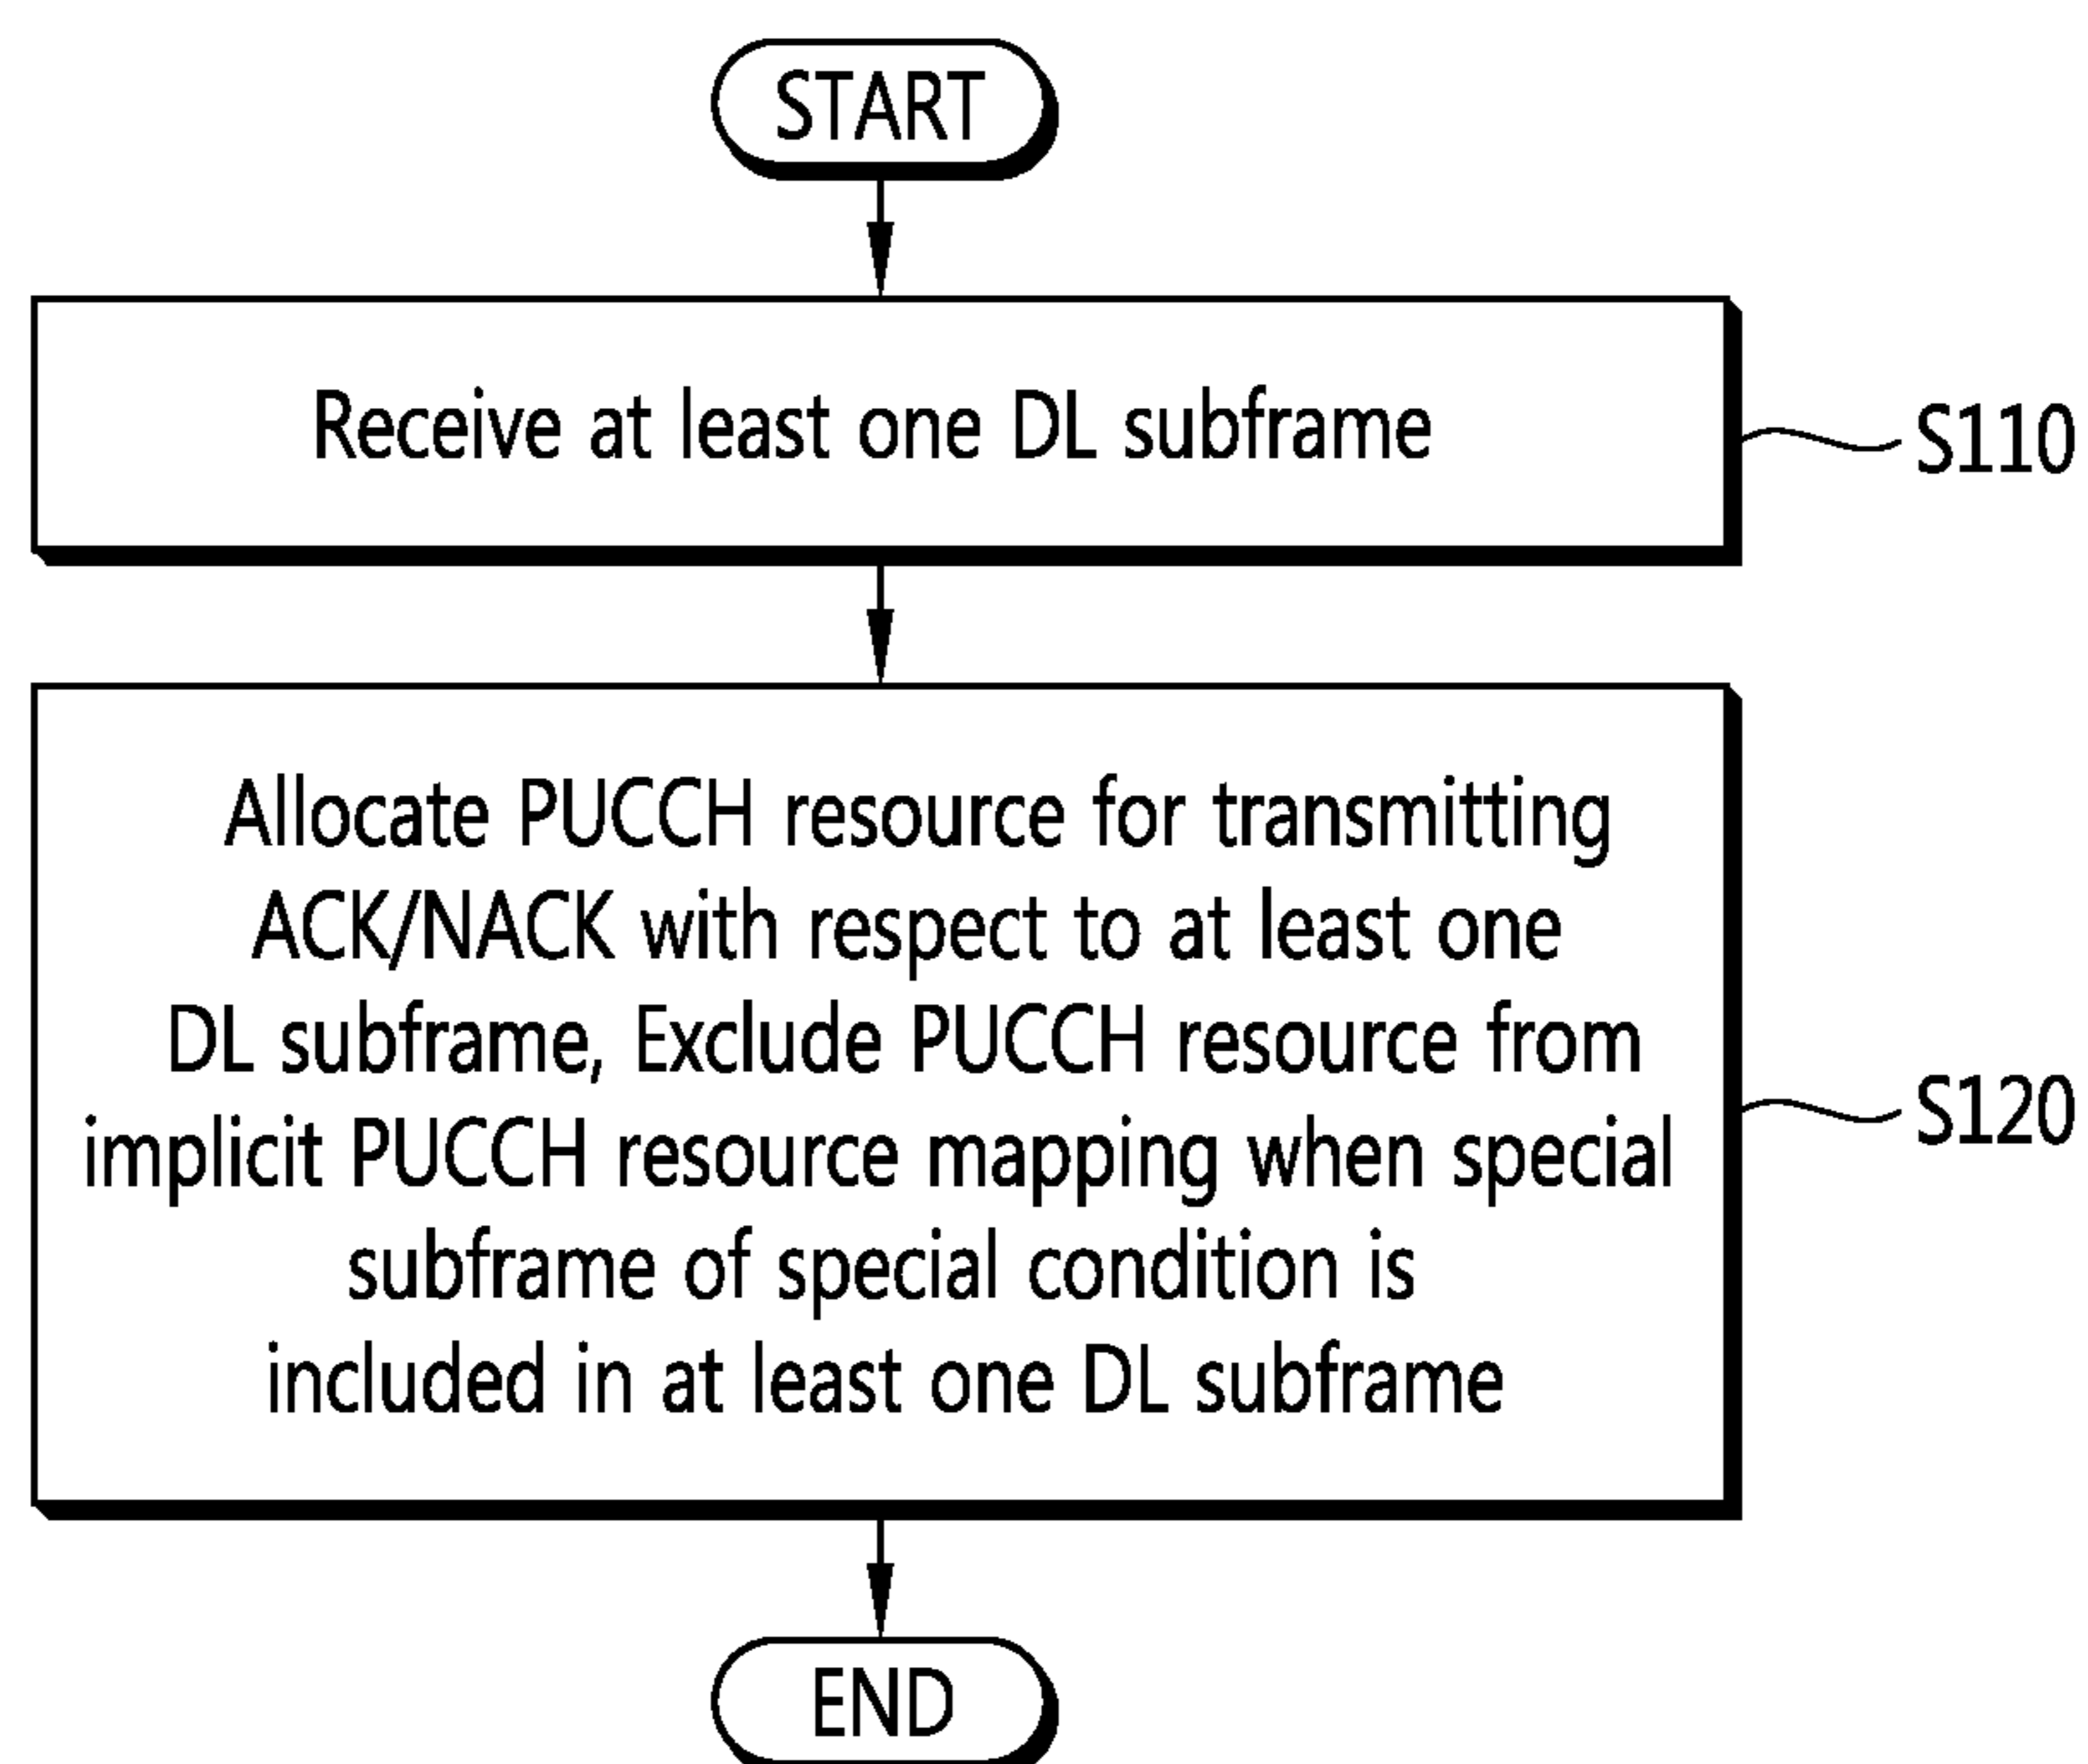 START
Receive at least one DL subframe
S110
Allocate PUCCH resource for transmitting
ACK/NACK with respect to at least one
DL subframe, Exclude PUCCH resource from
implicit PUCCH resource mapping when special
subframe of special condition is
included in at least one DL subframe
S120
END